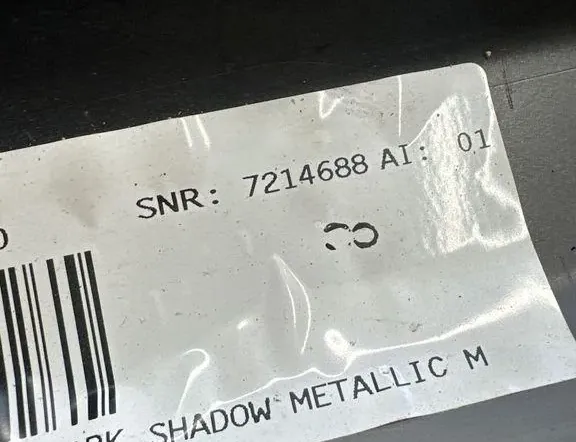 SNR: 7214688 AI: 01
SHADOW METALLIC M